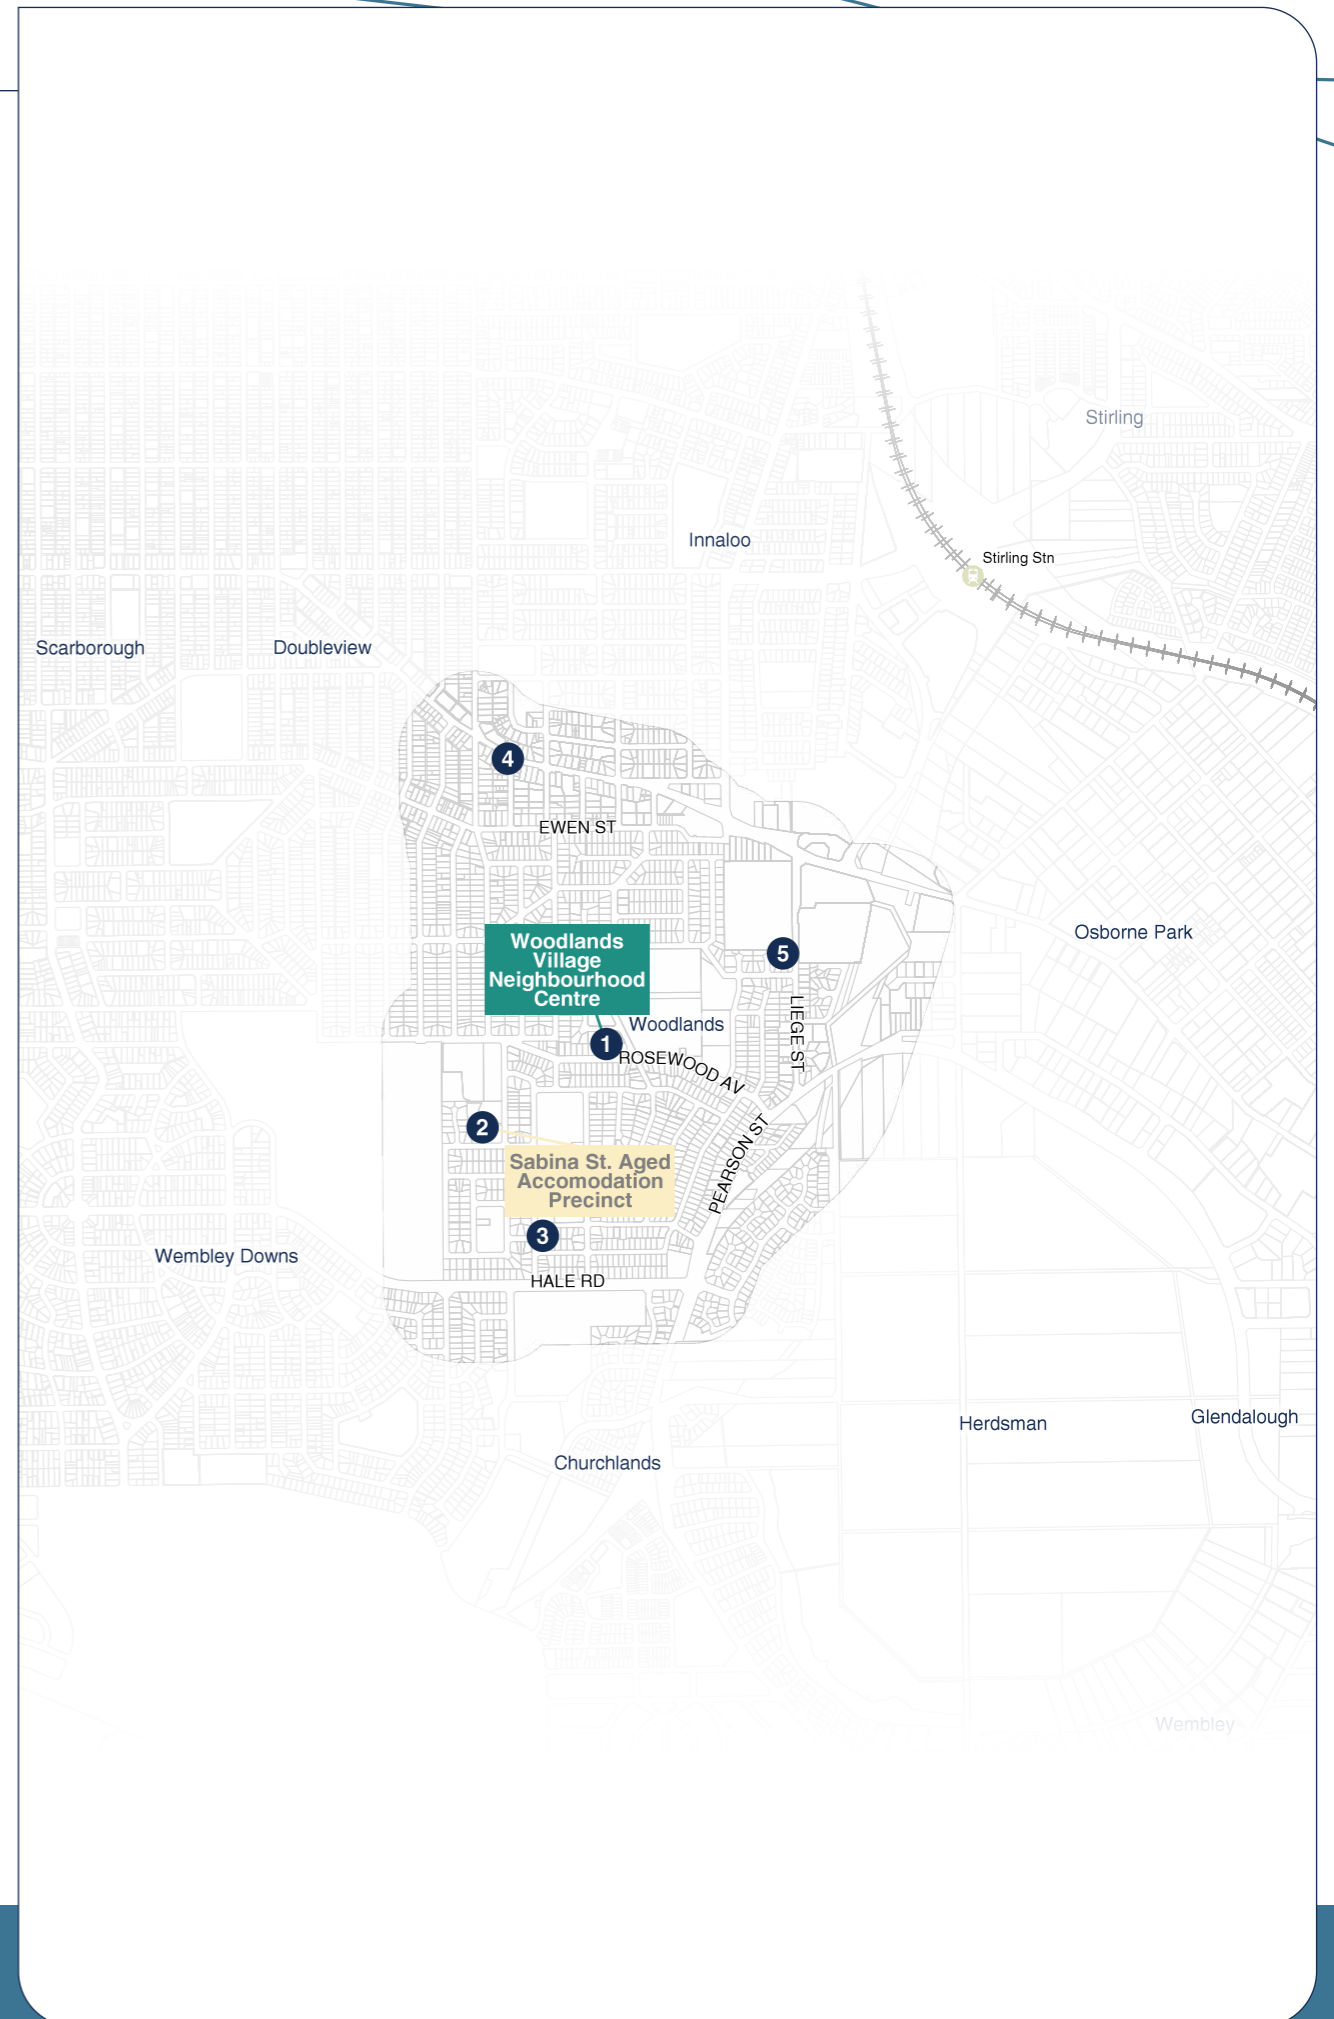 Stirling
Innaloo
Stirling Stn
Scarborough
Doubleview
4
EWEN ST
Woodlands
Village
Neighbourhood
Centre
Osborne Park
5
LIEGE ST
Woodlands
1
ROSEWOOD AV
2
PEARSON ST
Sabina St. Aged
Accomodation
Precinct
3
Wembley Downs
HALE RD
Herdsman
Glendalough
Churchlands
Wembley